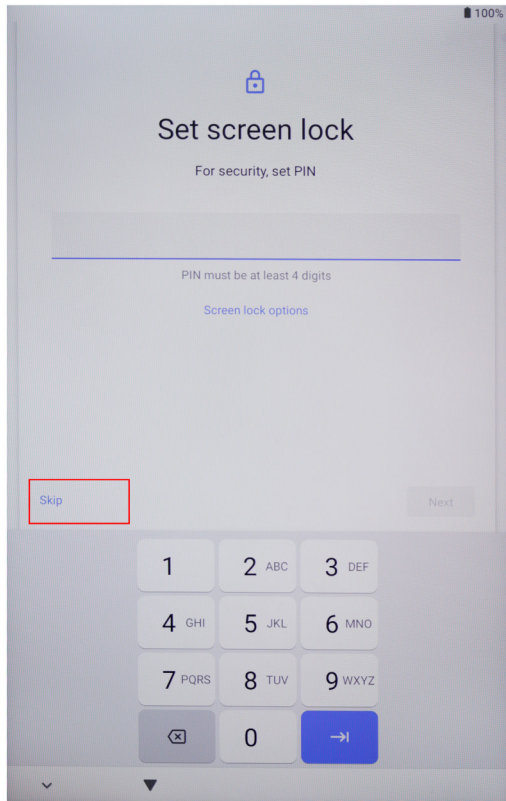 100%
Set screen lock
For security, set PIN
PIN must be at least 4 digits
Screen lock options
Skip
Next
1
2 ABC
3 DEF
4 GHI
5 JKL
6 MNO
7 PQRS
8 TUV
9 WXYZ
0